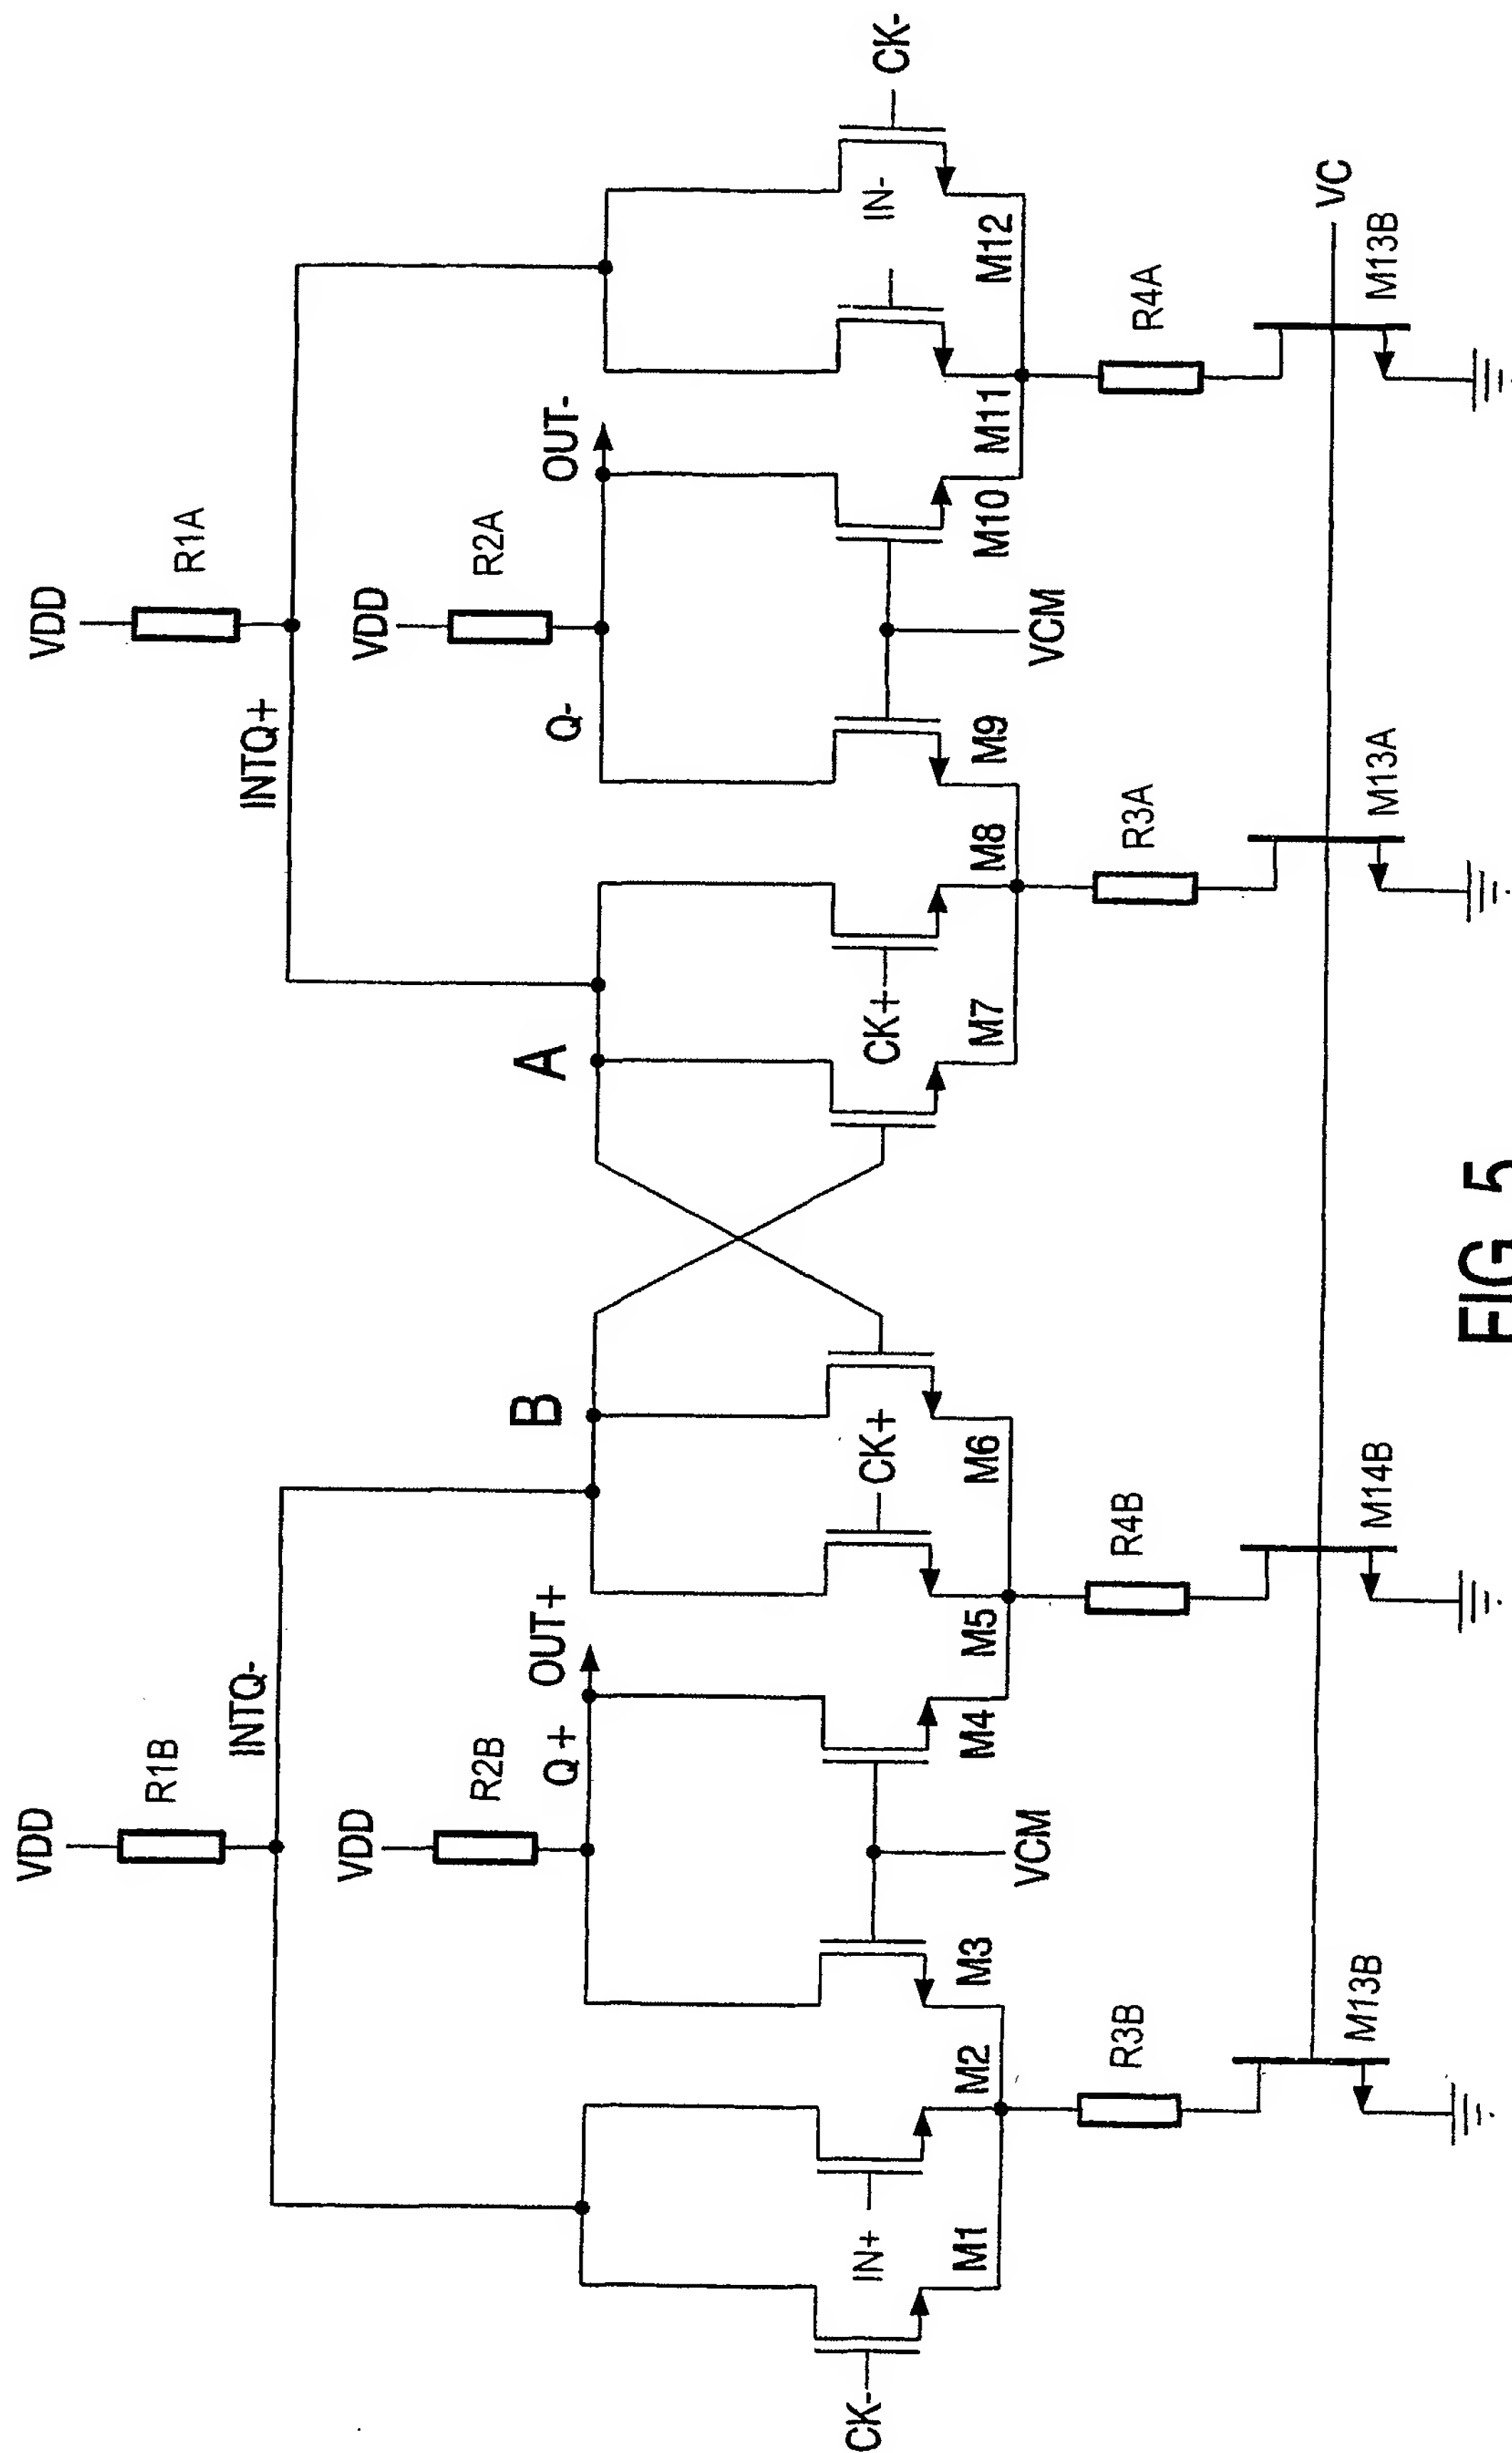 VDD
VDD
R1B
R1A
INTQ-
INTQ+
VDD
VDD
R2B
R2A
Q+
OUT+
B
A
Q-
OUT-
CK-
IN+
CK+
CK+
IN-
CK-
M1
M2
M3
M4
M5
M6
M7
M8
M9
M10
M11
M12
VCM
VCM
R3B
R4B
R3A
R4A
VC
M13B
M14B
M13A
M13B
FIG. 5